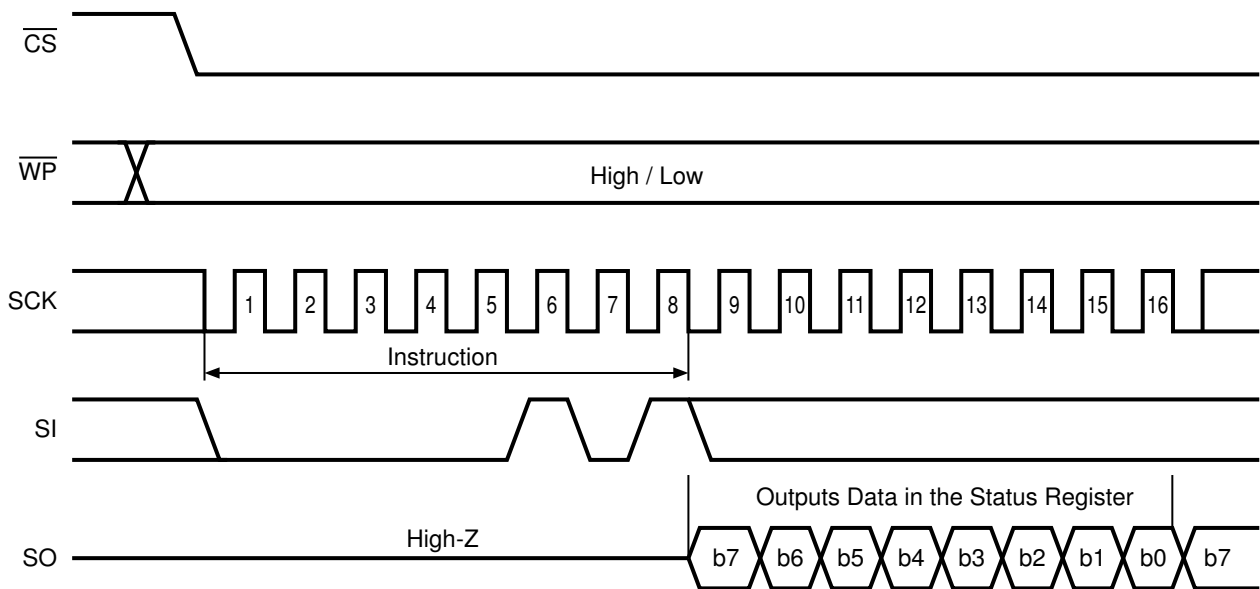 CS
WP
High / Low
SCK
1 2 3 4 5 6 7 8 9 10 11 12 13 14 15 16
Instruction
SI
Outputs Data in the Status Register
High-Z
SO
b7 b6 b5 b4 b3 b2 b1 b0 b7